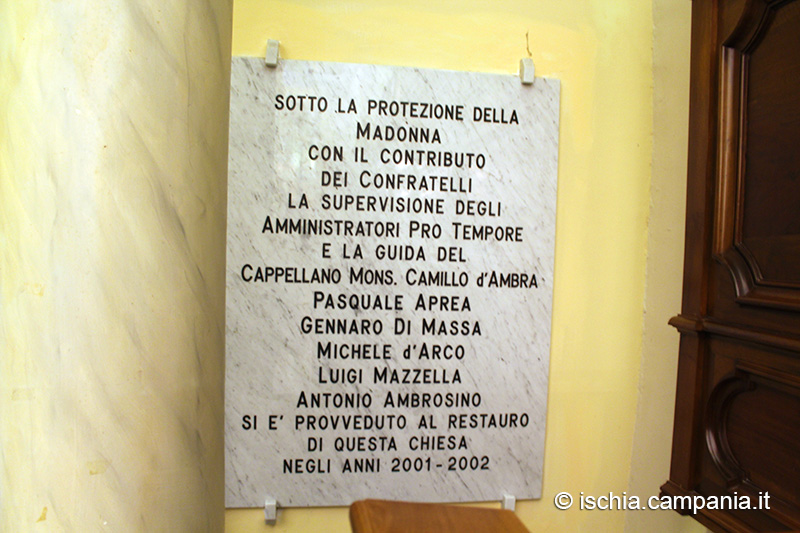 SOTTO LA PROTEZIONE DELLA
MADONNA
CON IL CONTRIBUTO
DEI CONFRATELLI
LA SUPERVISIONE DEGLI
AMMINISTRATORI PRO TEMPORE
E LA GUIDA DEL
CAPPELLANO MONS. CAMILLO d'AMBRA
PASQUALE APREA
GENNARO DI MASSA
MICHELE d'ARCO
LUIGI MAZZELLA
ANTONIO AMBROSINO
SI E' PROVVEDUTO AL RESTAURO
DI QUESTA CHIESA
NEGLI ANNI 2001-2002
© ischia.campania.it